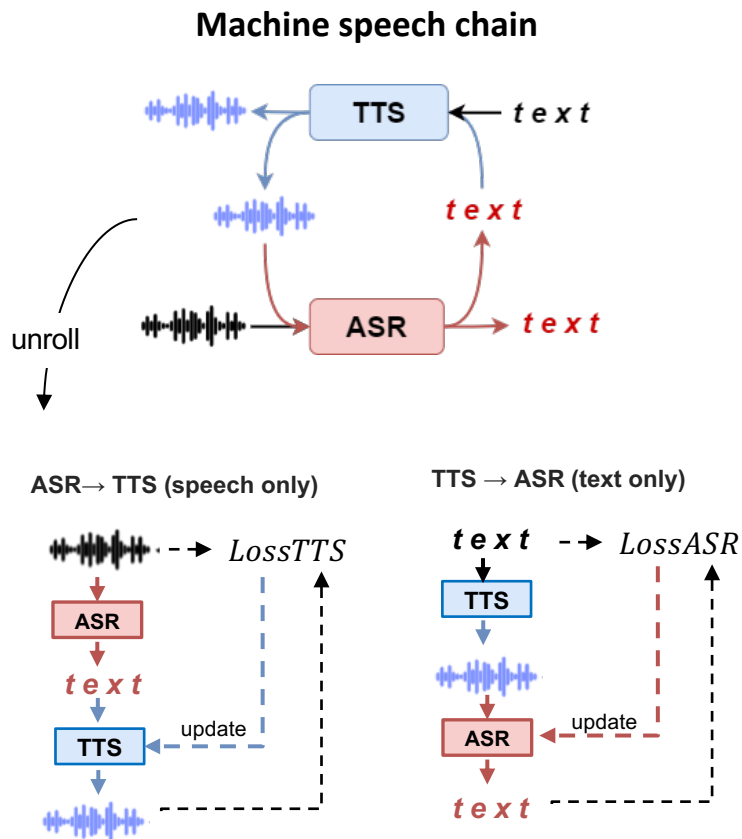 Machine speech chain
TTS
text
text
unroll
ASR
text
ASR→ TTS (speech only)
LossTTS
ASR
text
update
TTS
TTS → ASR (text only)
text
LossASR
TTS
update
ASR
text